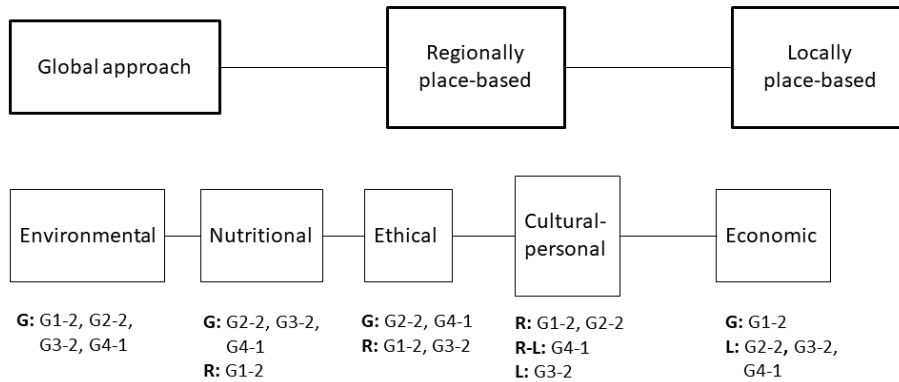 Global approach
Regionally
place-based
Locally
place-based
Environmental
Nutritional
Ethical
Cultural-
personal
Economic
G: G1-2, G2-2,
G3-2, G4-1
G: G2-2, G3-2,
G4-1
R: G1-2
G: G2-2, G4-1
R: G1-2, G3-2
R: G1-2, G2-2
R-L: G4-1
L: G3-2
G: G1-2
L: G2-2, G3-2,
G4-1